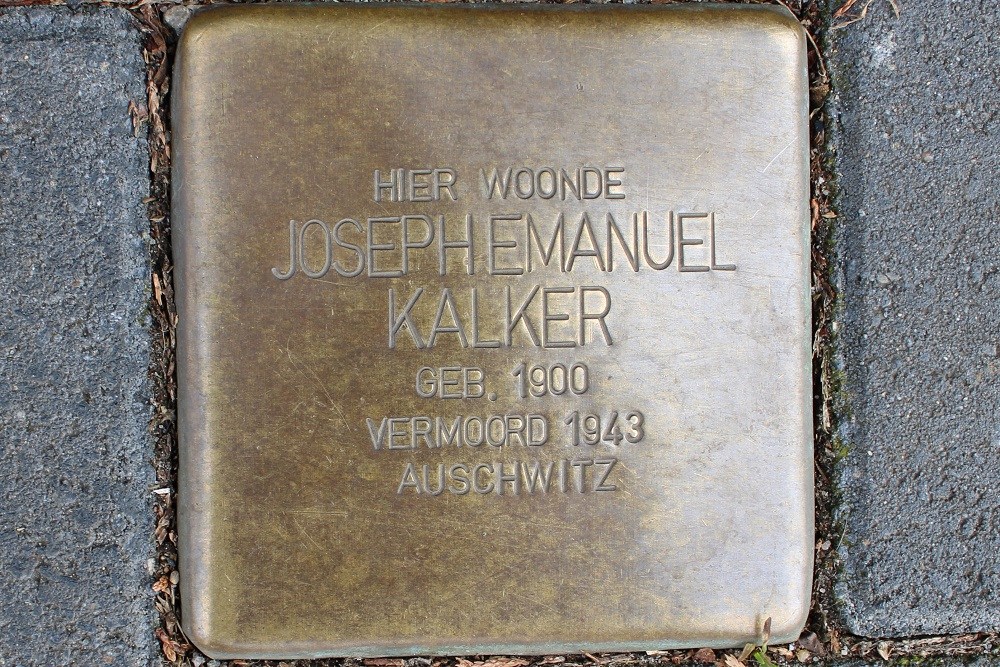 HIER WOONDE
JOSEPH EMANUEL
KALKER
GEB. 1900
VERMOORD 1943
AUSCHWITZ